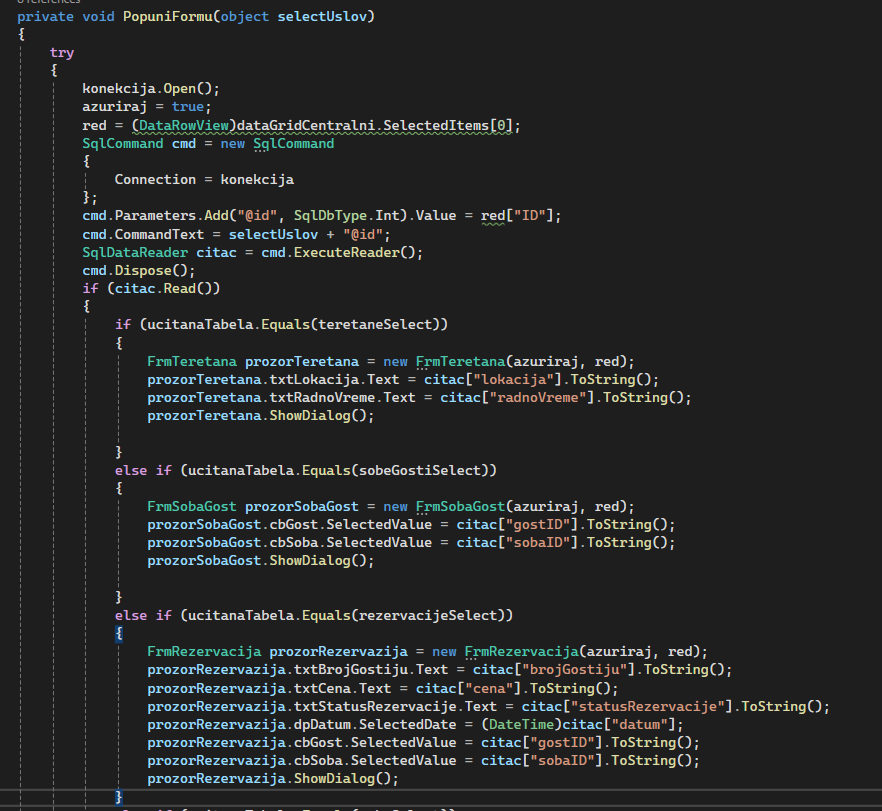 private void PopuniFormu(object selectUslov)
{
try
{
konekcija.Open();
azuriraj = true;
red = (DataRowView)dataGridCentralni.SelectedItems[0];
SqlCommand cmd = new SqlCommand
{
Connection = konekcija
};
cmd.Parameters.Add("@id", SqlDbType.Int).Value = red["ID"];
cmd.CommandText = selectUslov + "@id";
SqlDataReader citac = cmd.ExecuteReader();
cmd.Dispose();
if (citac.Read())
{
if (ucitanaTabela.Equals(teretaneSelect))
{
FrmTeretana prozorTeretana = new FrmTeretana(azuriraj, red);
prozorTeretana.txtLokacija.Text = citac["lokacija"].ToString();
prozorTeretana.txtRadnoVreme.Text = citac["radnoVreme"].ToString();
prozorTeretana.ShowDialog();
}
else if (ucitanaTabela.Equals(sobeGostiSelect))
{
FrmSobaGost prozorSobaGost = new FrmSobaGost(azuriraj, red);
prozorSobaGost.cbGost.SelectedValue = citac["gostID"].ToString();
prozorSobaGost.cbSoba.SelectedValue = citac["sobaID"].ToString();
prozorSobaGost.ShowDialog();
}
else if (ucitanaTabela.Equals(rezervacijeSelect))
{
FrmRezervacija prozorRezervazija = new FrmRezervacija(azuriraj, red);
prozorRezervazija.txtBrojGostiju.Text = citac["brojGostiju"].ToString();
prozorRezervazija.txtCena.Text = citac["cena"].ToString();
prozorRezervazija.txtStatusRezervacije.Text = citac["statusRezervacije"].ToString();
prozorRezervazija.dpDatum.SelectedDate = (DateTime)citac["datum"];
prozorRezervazija.cbGost.SelectedValue = citac["gostID"].ToString();
prozorRezervazija.cbSoba.SelectedValue = citac["sobaID"].ToString();
prozorRezervazija.ShowDialog();
}